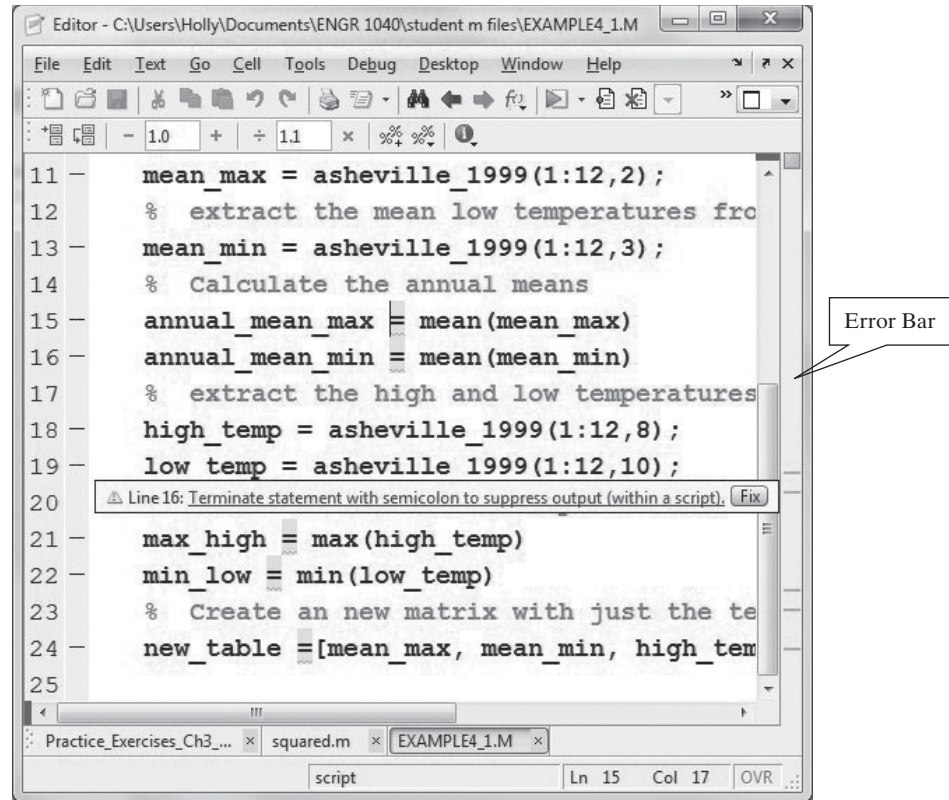 Editor - C:\Users\Holly\Documents\ENGR 1040\student m files\EXAMPLE4_1.M
File Edit Text Go Cell Tools Debug Desktop Window Help
- 1.0 + ÷ 1.1 ×
11 - mean_max = asheville_1999(1:12,2);
12 % extract the mean low temperatures fro
13 - mean_min = asheville_1999(1:12,3);
14 % Calculate the annual means
15 - annual_mean_max = mean(mean_max)
16 - annual_mean_min = mean(mean_min)
17 % extract the high and low temperatures
18 - high_temp = asheville_1999(1:12,8);
19 - low_temp = asheville_1999(1:12,10);
Line 16: Terminate statement with semicolon to suppress output (within a script). Fix
20
21 - max_high = max(high_temp)
22 - min_low = min(low_temp)
23 % Create an new matrix with just the te
24 - new_table =[mean_max, mean_min, high_tem
25
Practice_Exercises_Ch3_... × squared.m × EXAMPLE4_1.M ×
script Ln 15 Col 17 OVR
Error Bar